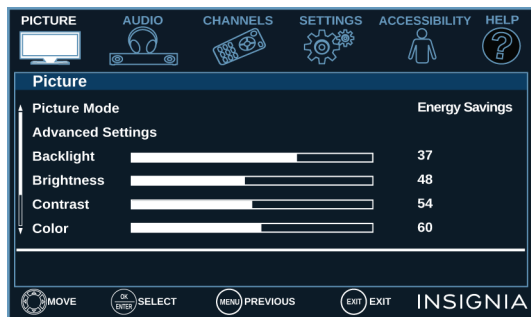 PICTURE AUDIO CHANNELS SETTINGS ACCESSIBILITY HELP
?
Picture
Picture Mode Energy Savings
Advanced Settings
Backlight 37
Brightness 48
Contrast 54
Color 60
MOVE OK ENTER SELECT MENU PREVIOUS EXIT EXIT INSIGNIA